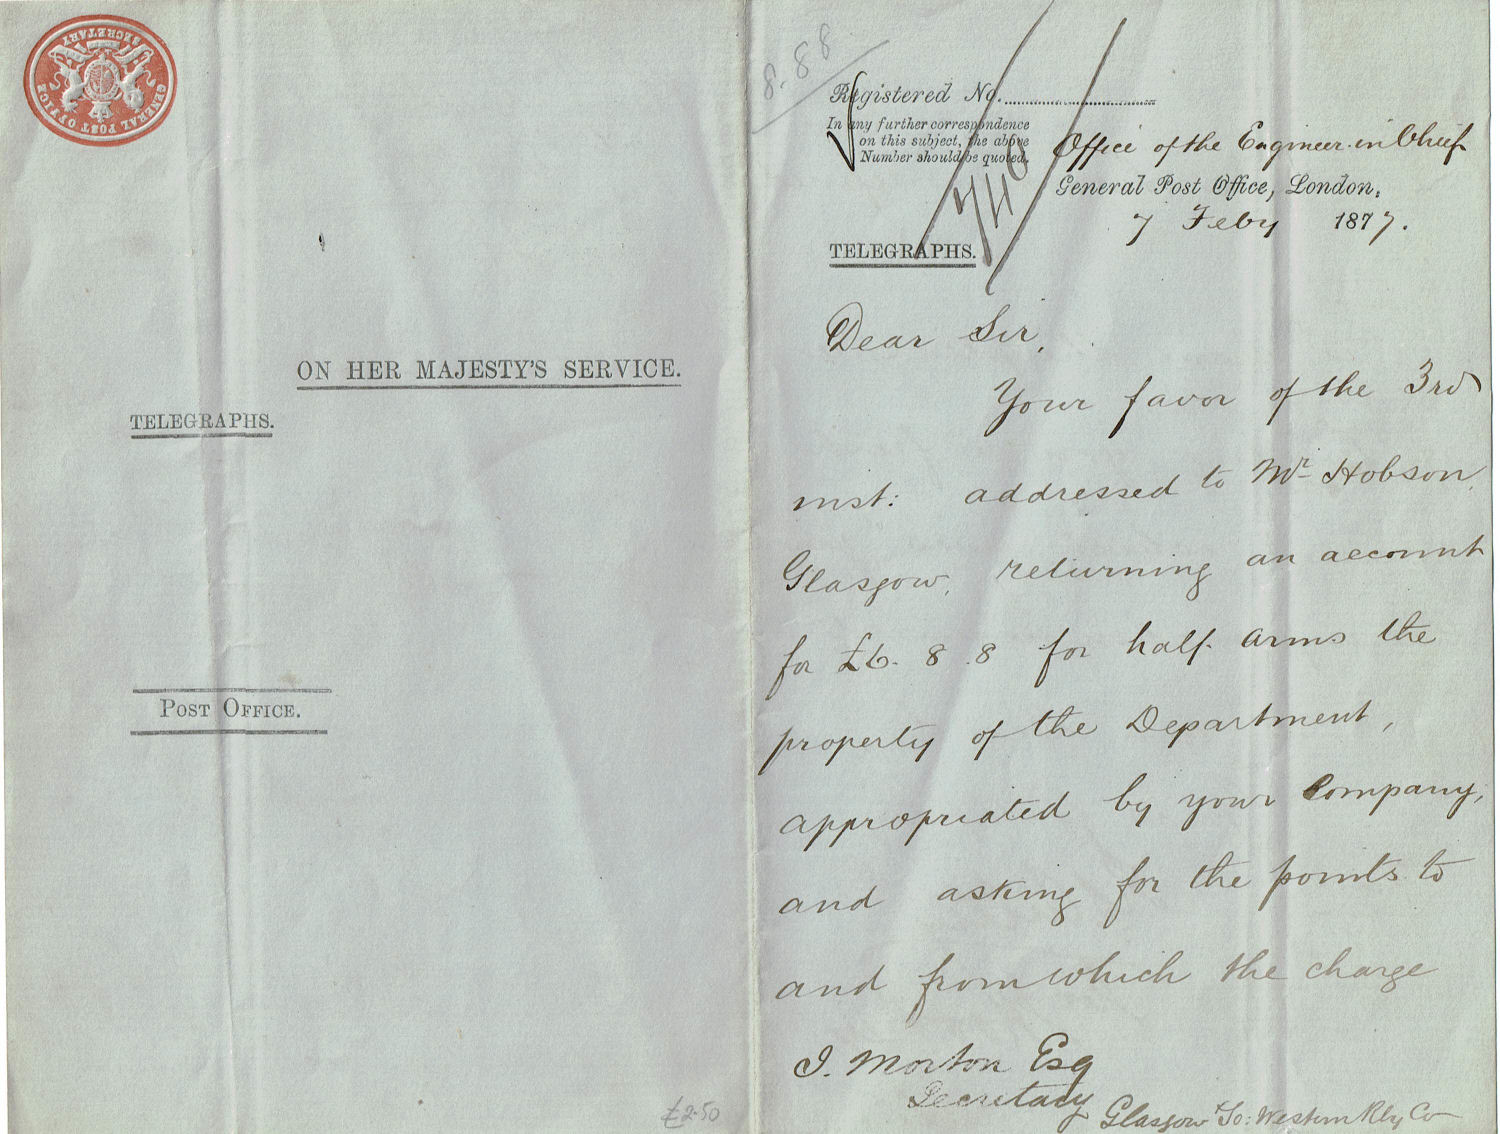 GENERAL POST OFFICE
SECRETARY
ON HER MAJESTY'S SERVICE.
TELEGRAPHS.
POST OFFICE.
£2.50
8.88
Registered No.
In any further correspondence
on this subject, the above
Number should be quoted.
740
Office of the Engineer-in-Chief
General Post Office, London,
7 Feby 1877.
TELEGRAPHS.
Dear Sir,
Your favor of the 3rd
inst: addressed to Mr Hobson,
Glasgow, returning an account
for £6. 8. 8 for half-arms the
property of the Department,
appropriated by your Company,
and asking for the points to
and from which the charge
J. Morton Esq
Secretary
Glasgow & So: Western Rly Co